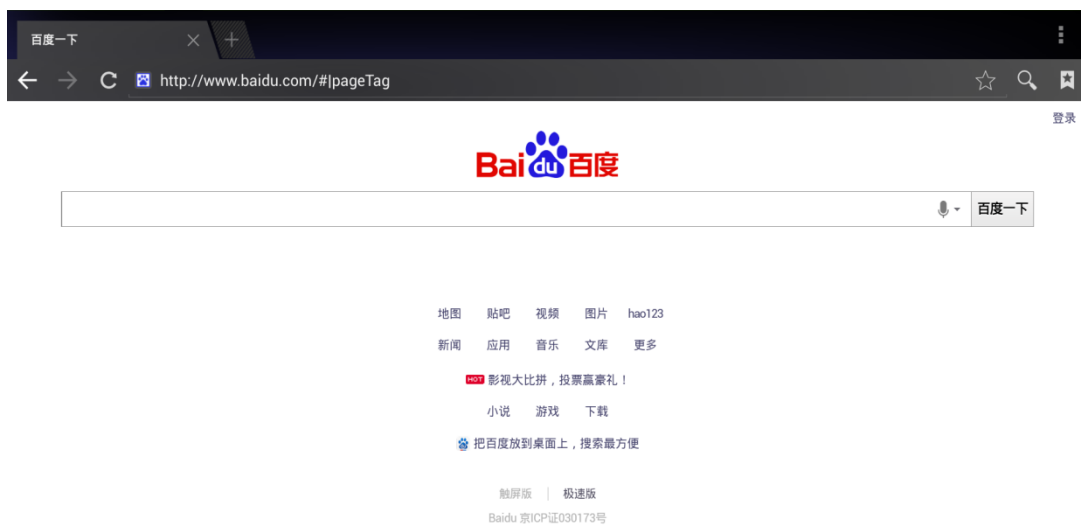 百度一下
http://www.baidu.com/#|pageTag
登录
Bai du 百度
百度一下
地图 贴吧 视频 图片 hao123
新闻 应用 音乐 文库 更多
HOT 影视大比拼，投票赢豪礼！
小说 游戏 下载
把百度放到桌面上，搜索最方便
触屏版 | 极速版
Baidu 京ICP证030173号